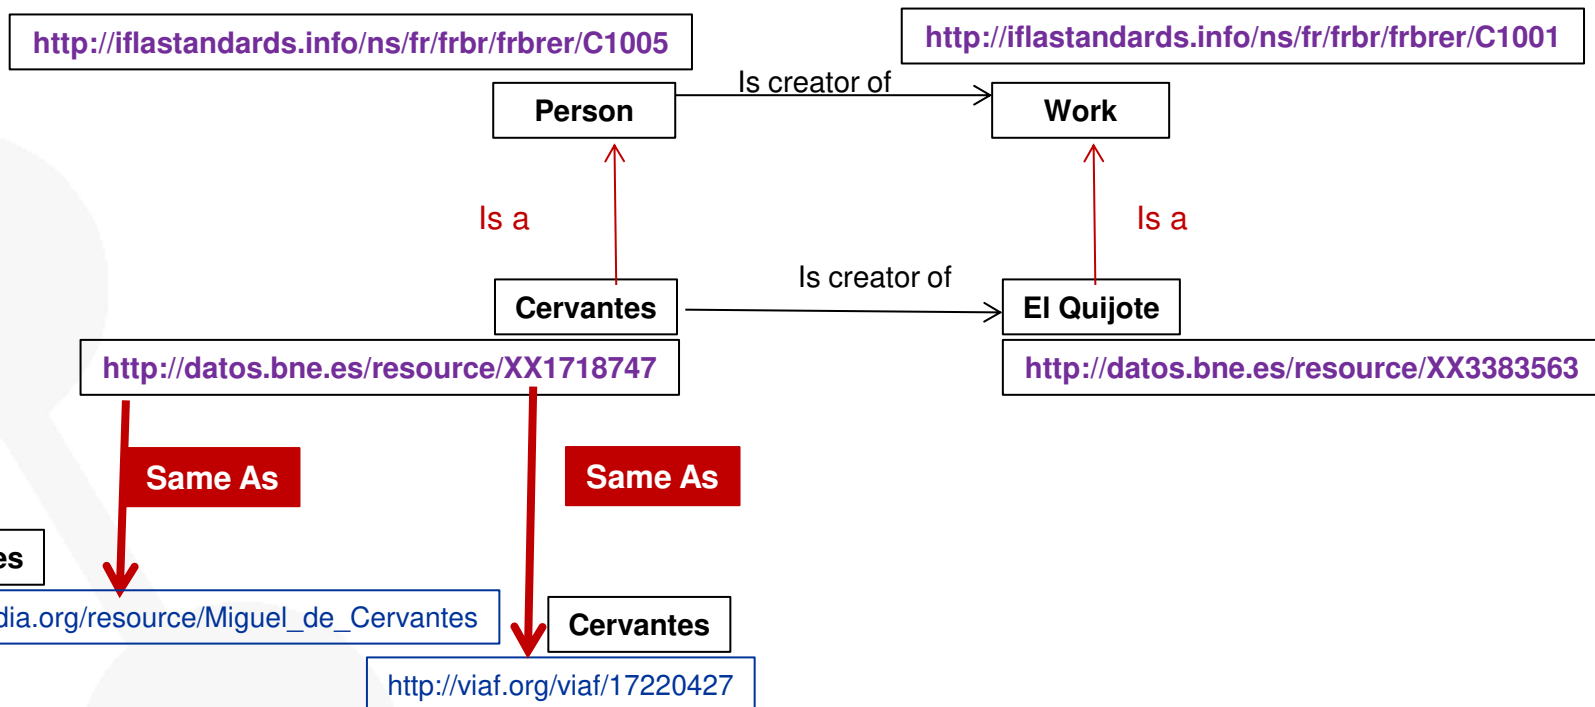 http://iflastandards.info/ns/fr/frbr/frbrer/C1005
http://iflastandards.info/ns/fr/frbr/frbrer/C1001
Is creator of
Person
Work
Is a
Is a
Is creator of
Cervantes
El Quijote
http://datos.bne.es/resource/XX1718747
http://datos.bne.es/resource/XX3383563
Same As
Same As
es
dia.org/resource/Miguel_de_Cervantes
Cervantes
http://viaf.org/viaf/17220427